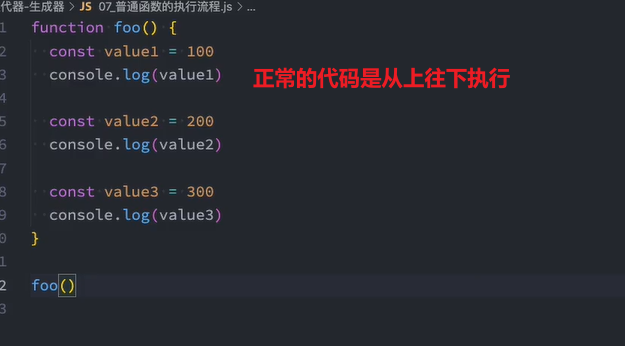 代器-生成器 > JS 07_普通函数的执行流程.js > ...
1 function foo() {
2 const value1 = 100
3 console.log(value1)
正常的代码是从上往下执行
4
5 const value2 = 200
6 console.log(value2)
7
8 const value3 = 300
9 console.log(value3)
0 }
1
2 foo()
3